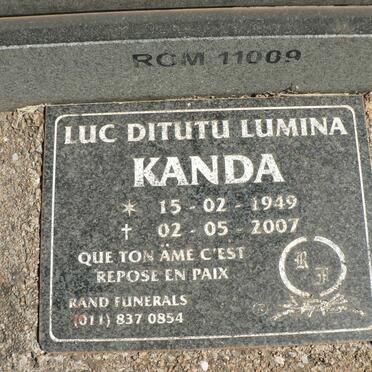 RCM 11009
LUC DITUTU LUMINA
KANDA
* 15 - 02 - 1949
† 02 - 05 - 2007
QUE TON ÄME C'EST
REPOSE EN PAIX
R F
RAND FUNERALS
(011) 837 0854